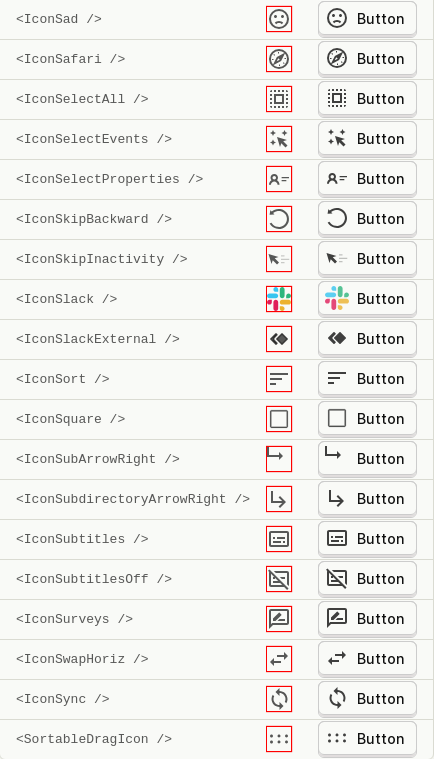 <IconSad /> Button
<IconSafari /> Button
<IconSelectAll /> Button
<IconSelectEvents /> Button
<IconSelectProperties /> Button
<IconSkipBackward /> Button
<IconSkipInactivity /> Button
<IconSlack /> Button
<IconSlackExternal /> Button
<IconSort /> Button
<IconSquare /> Button
<IconSubArrowRight /> Button
<IconSubdirectoryArrowRight /> Button
<IconSubtitles /> Button
<IconSubtitlesOff /> Button
<IconSurveys /> Button
<IconSwapHoriz /> Button
<IconSync /> Button
<SortableDragIcon /> Button